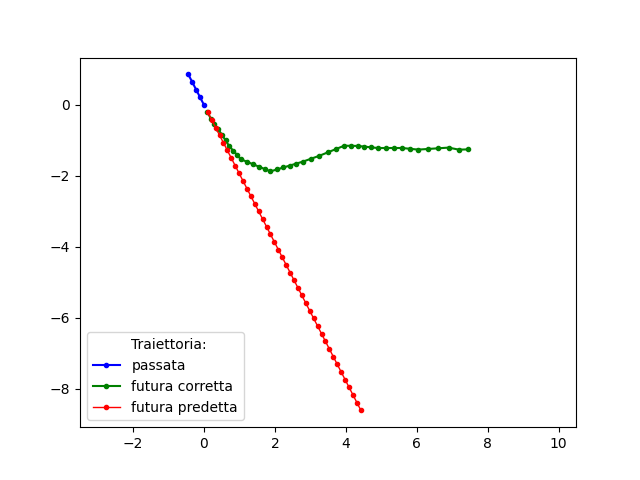 0
−2
−4
−6
−8
Traiettoria:
passata
futura corretta
futura predetta
−2 0 2 4 6 8 10